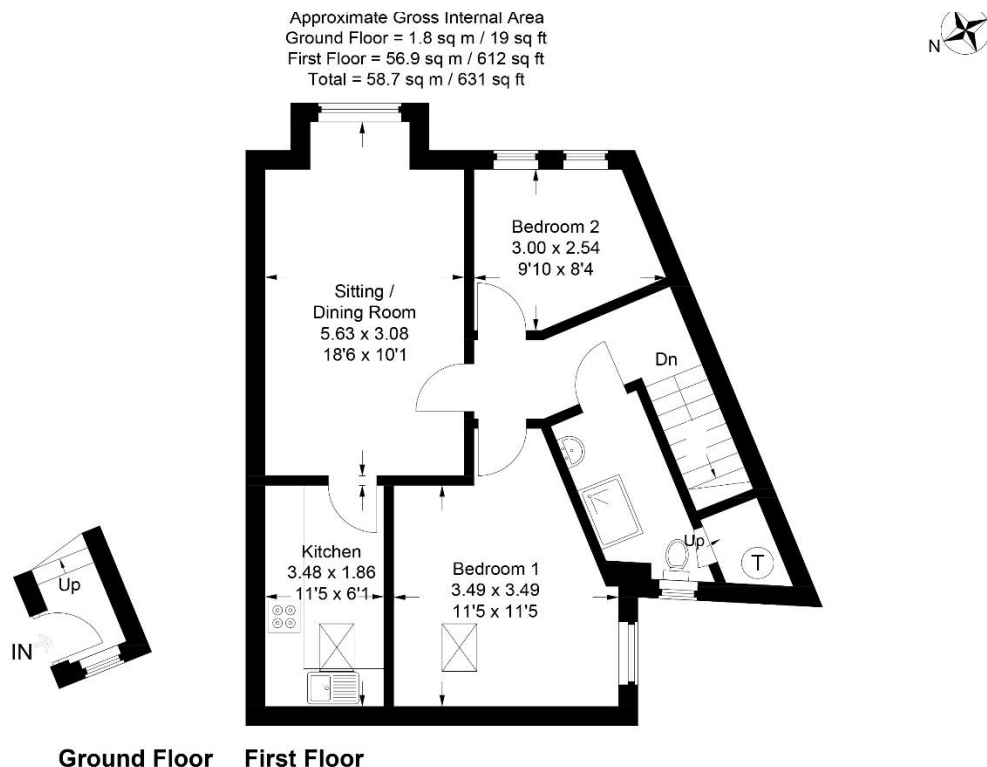 Approximate Gross Internal Area
Ground Floor = 1.8 sq m / 19 sq ft
First Floor = 56.9 sq m / 612 sq ft
Total = 58.7 sq m / 631 sq ft
N
Bedroom 2
3.00 x 2.54
9'10 x 8'4
Sitting /
Dining Room
5.63 x 3.08
18'6 x 10'1
Dn
Kitchen
3.48 x 1.86
11'5 x 6'1
Bedroom 1
3.49 x 3.49
11'5 x 11'5
Up
T
Up
IN
Ground Floor
First Floor